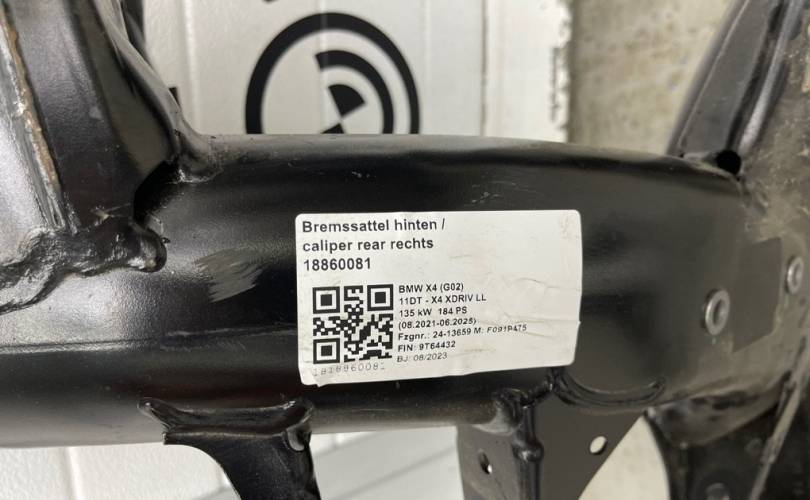 Bremssattel hinten /
caliper rear rechts
18860081
BMW X4 (G02)
11DT - X4 XDRIV LL
135 kW 184 PS
(08.2021-06.2025)
Fzgnr.: 24-13659 M: F091P475
FIN: 9T64432
BJ: 08/2023
1818860081